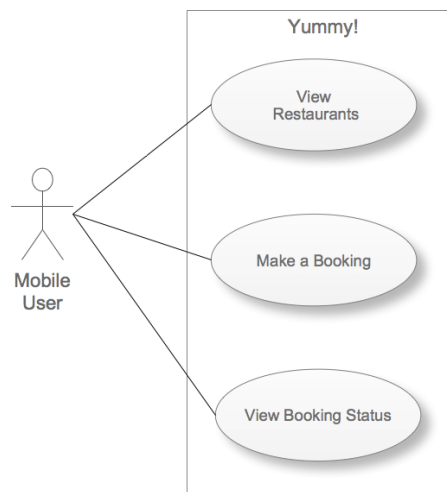 Yummy!
View
Restaurants
Make a Booking
Mobile
User
View Booking Status